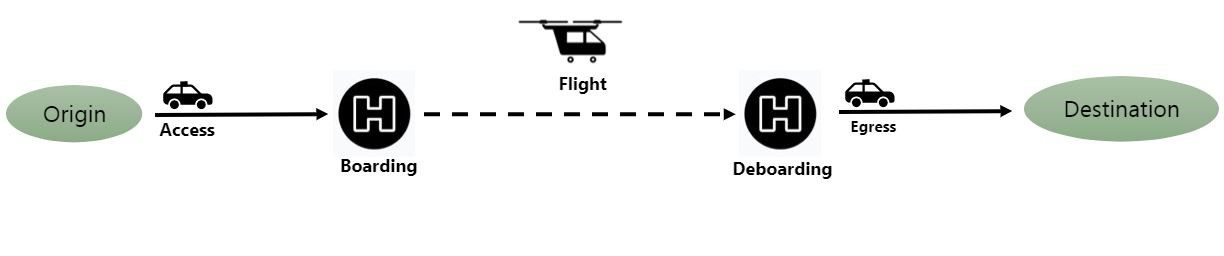 Origin
Access
H
Boarding
Flight
H
Deboarding
Egress
Destination